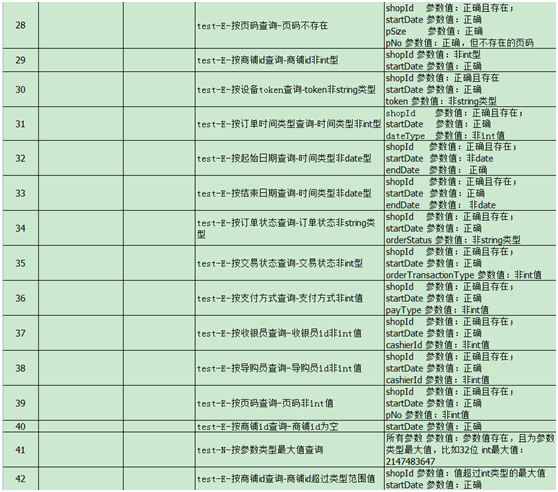 shopId 参数值：正确且存在；
28 test-E-按页码查询-页码不存在 startDate 参数值：正确
pSize 参数值：正确
pNo 参数值：正确，但不存在的页码
29 test-E-按商铺id查询-商铺id非int型 shopId 参数值：非int型
startDate 参数值：正确
30 test-E-按设备token查询-token非string类型 shopId 参数值：正确且存在
startDate 参数值：正确
token 参数值：非string类型
31 test-E-按订单时间类型查询-时间类型非int型 shopId 参数值：正确且存在；
startDate 参数值：正确
dateType 参数值：非int值
32 test-E-按起始日期查询-时间类型非date型 shopId 参数值：正确且存在；
startDate 参数值：非date
endDate 参数值：正确
33 test-E-按结束日期查询-时间类型非date型 shopId 参数值：正确且存在；
startDate 参数值：正确
endDate 参数值：非date
34 test-E-按订单状态查询-订单状态非string类
型
shopId 参数值：正确且存在；
startDate 参数值：正确
orderStatus 参数值：非string类型
35 test-E-按交易状态查询-交易状态非int型 shopId 参数值：正确且存在；
startDate 参数值：正确
orderTransactionType 参数值：非int值
36 test-E-按支付方式查询-支付方式非int值 shopId 参数值：正确且存在；
startDate 参数值：正确
payType 参数值：非int值
37 test-E-按收银员查询-收银员id非int值 shopId 参数值：正确且存在；
startDate 参数值：正确
cashierId 参数值：非int值
38 test-E-按导购员查询-导购员id非int值 shopId 参数值：正确且存在；
startDate 参数值：正确
cashierId 参数值：非int值
39 test-E-按页码查询-页码非int值 shopId 参数值：正确且存在；
startDate 参数值：正确
pNo 参数值：非int值
40 test-E-按商铺id查询-商铺id为空 startDate 参数值：正确
41 test-N-按参数类型最大值查询 所有参数 参数值：参数值存在，且为参数
类型最大值，比如32位 int最大值：
2147483647
42 test-E-按商铺id查询-商铺id超过类型范围值 shopId 参数值：值超过int类型的最大值
startDate 参数值：正确